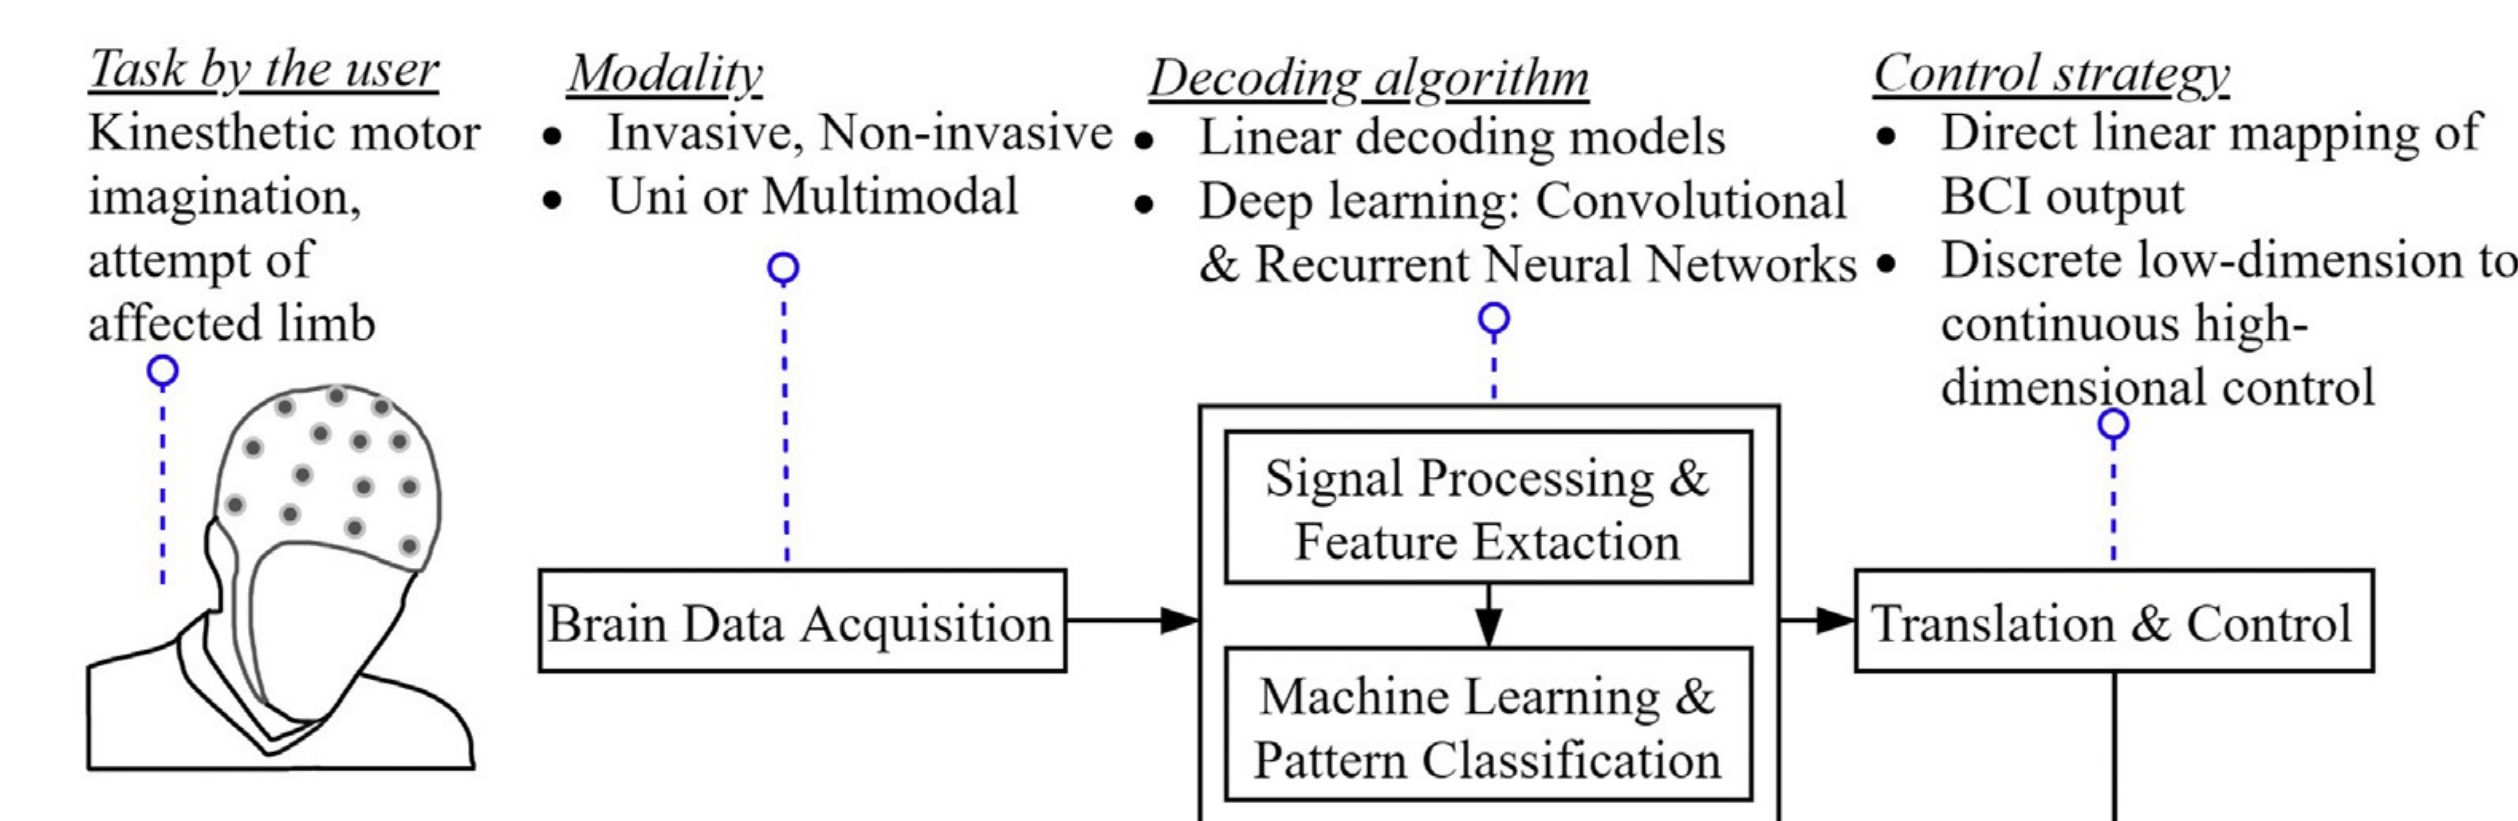 Task by the user
Kinesthetic motor
imagination,
attempt of
affected limb
Modality
• Invasive, Non-invasive
• Uni or Multimodal
Decoding algorithm
• Linear decoding models
• Deep learning: Convolutional
& Recurrent Neural Networks
Control strategy
• Direct linear mapping of
BCI output
• Discrete low-dimension to
continuous high-
dimensional control
Brain Data Acquisition
Signal Processing &
Feature Extaction
Machine Learning &
Pattern Classification
Translation & Control